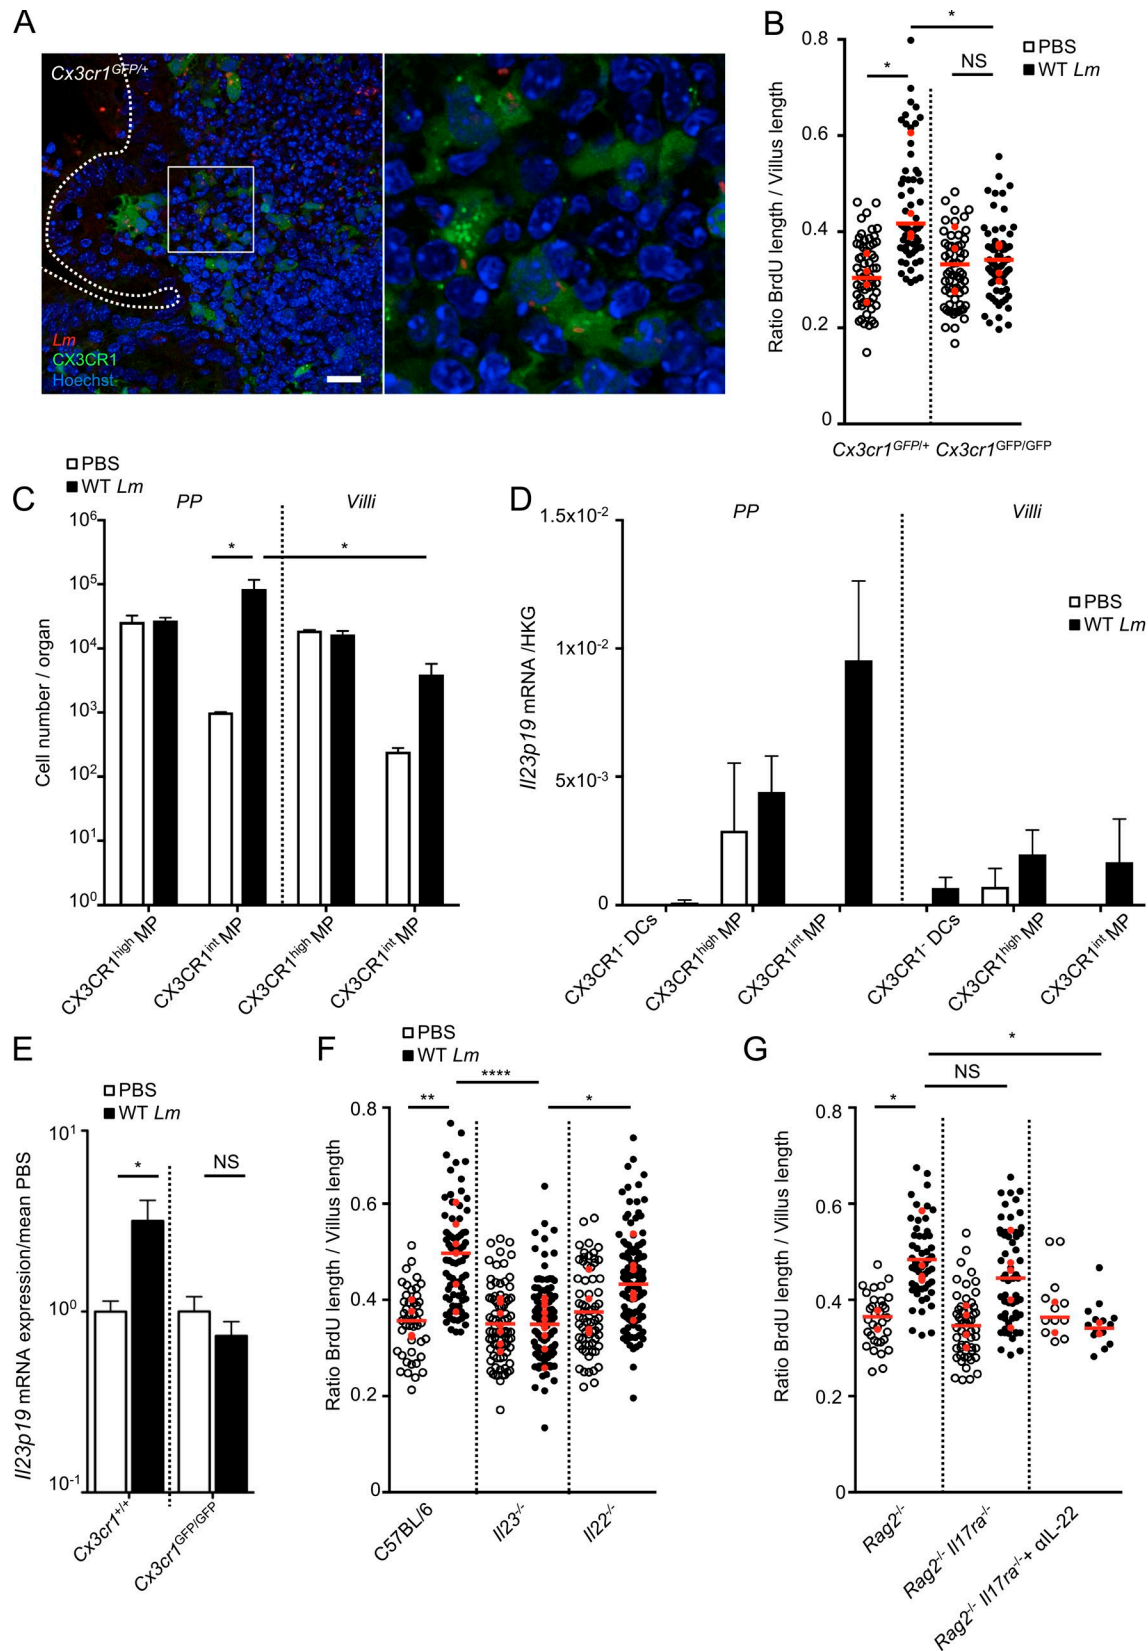 A
Cx3cr1GFP/+
Lm
CX3CR1
Hoechst
B
PBS
WT Lm
*
*
NS
Ratio BrdU length / Villus length
0.8
0.6
0.4
0.2
0
Cx3cr1GFP/+ Cx3cr1GFP/GFP
C
PBS
WT Lm
PP Villi
* *
Cell number / organ
10⁶
10⁵
10⁴
10³
10²
10¹
10⁰
CX3CR1high MP
CX3CR1int MP
CX3CR1high MP
CX3CR1int MP
D
PP Villi
PBS
WT Lm
Il23p19 mRNA /HKG
1.5x10⁻²
1x10⁻²
5x10⁻³
0
CX3CR1⁻ DCs
CX3CR1high MP
CX3CR1int MP
CX3CR1⁻ DCs
CX3CR1high MP
CX3CR1int MP
E
PBS
WT Lm
* NS
Il23p19 mRNA expression/mean PBS
10¹
10⁰
10⁻¹
Cx3cr1+/+
Cx3cr1GFP/GFP
F
PBS
WT Lm
****
** *
Ratio BrdU length / Villus length
0.8
0.6
0.4
0.2
0
C57BL/6
Il23-/-
Il22-/-
G
*
NS
*
Ratio BrdU length / Villus length
0.8
0.6
0.4
0.2
0
Rag2-/-
Rag2-/- Il17ra-/-
Rag2-/- Il17ra-/-+ αIL-22